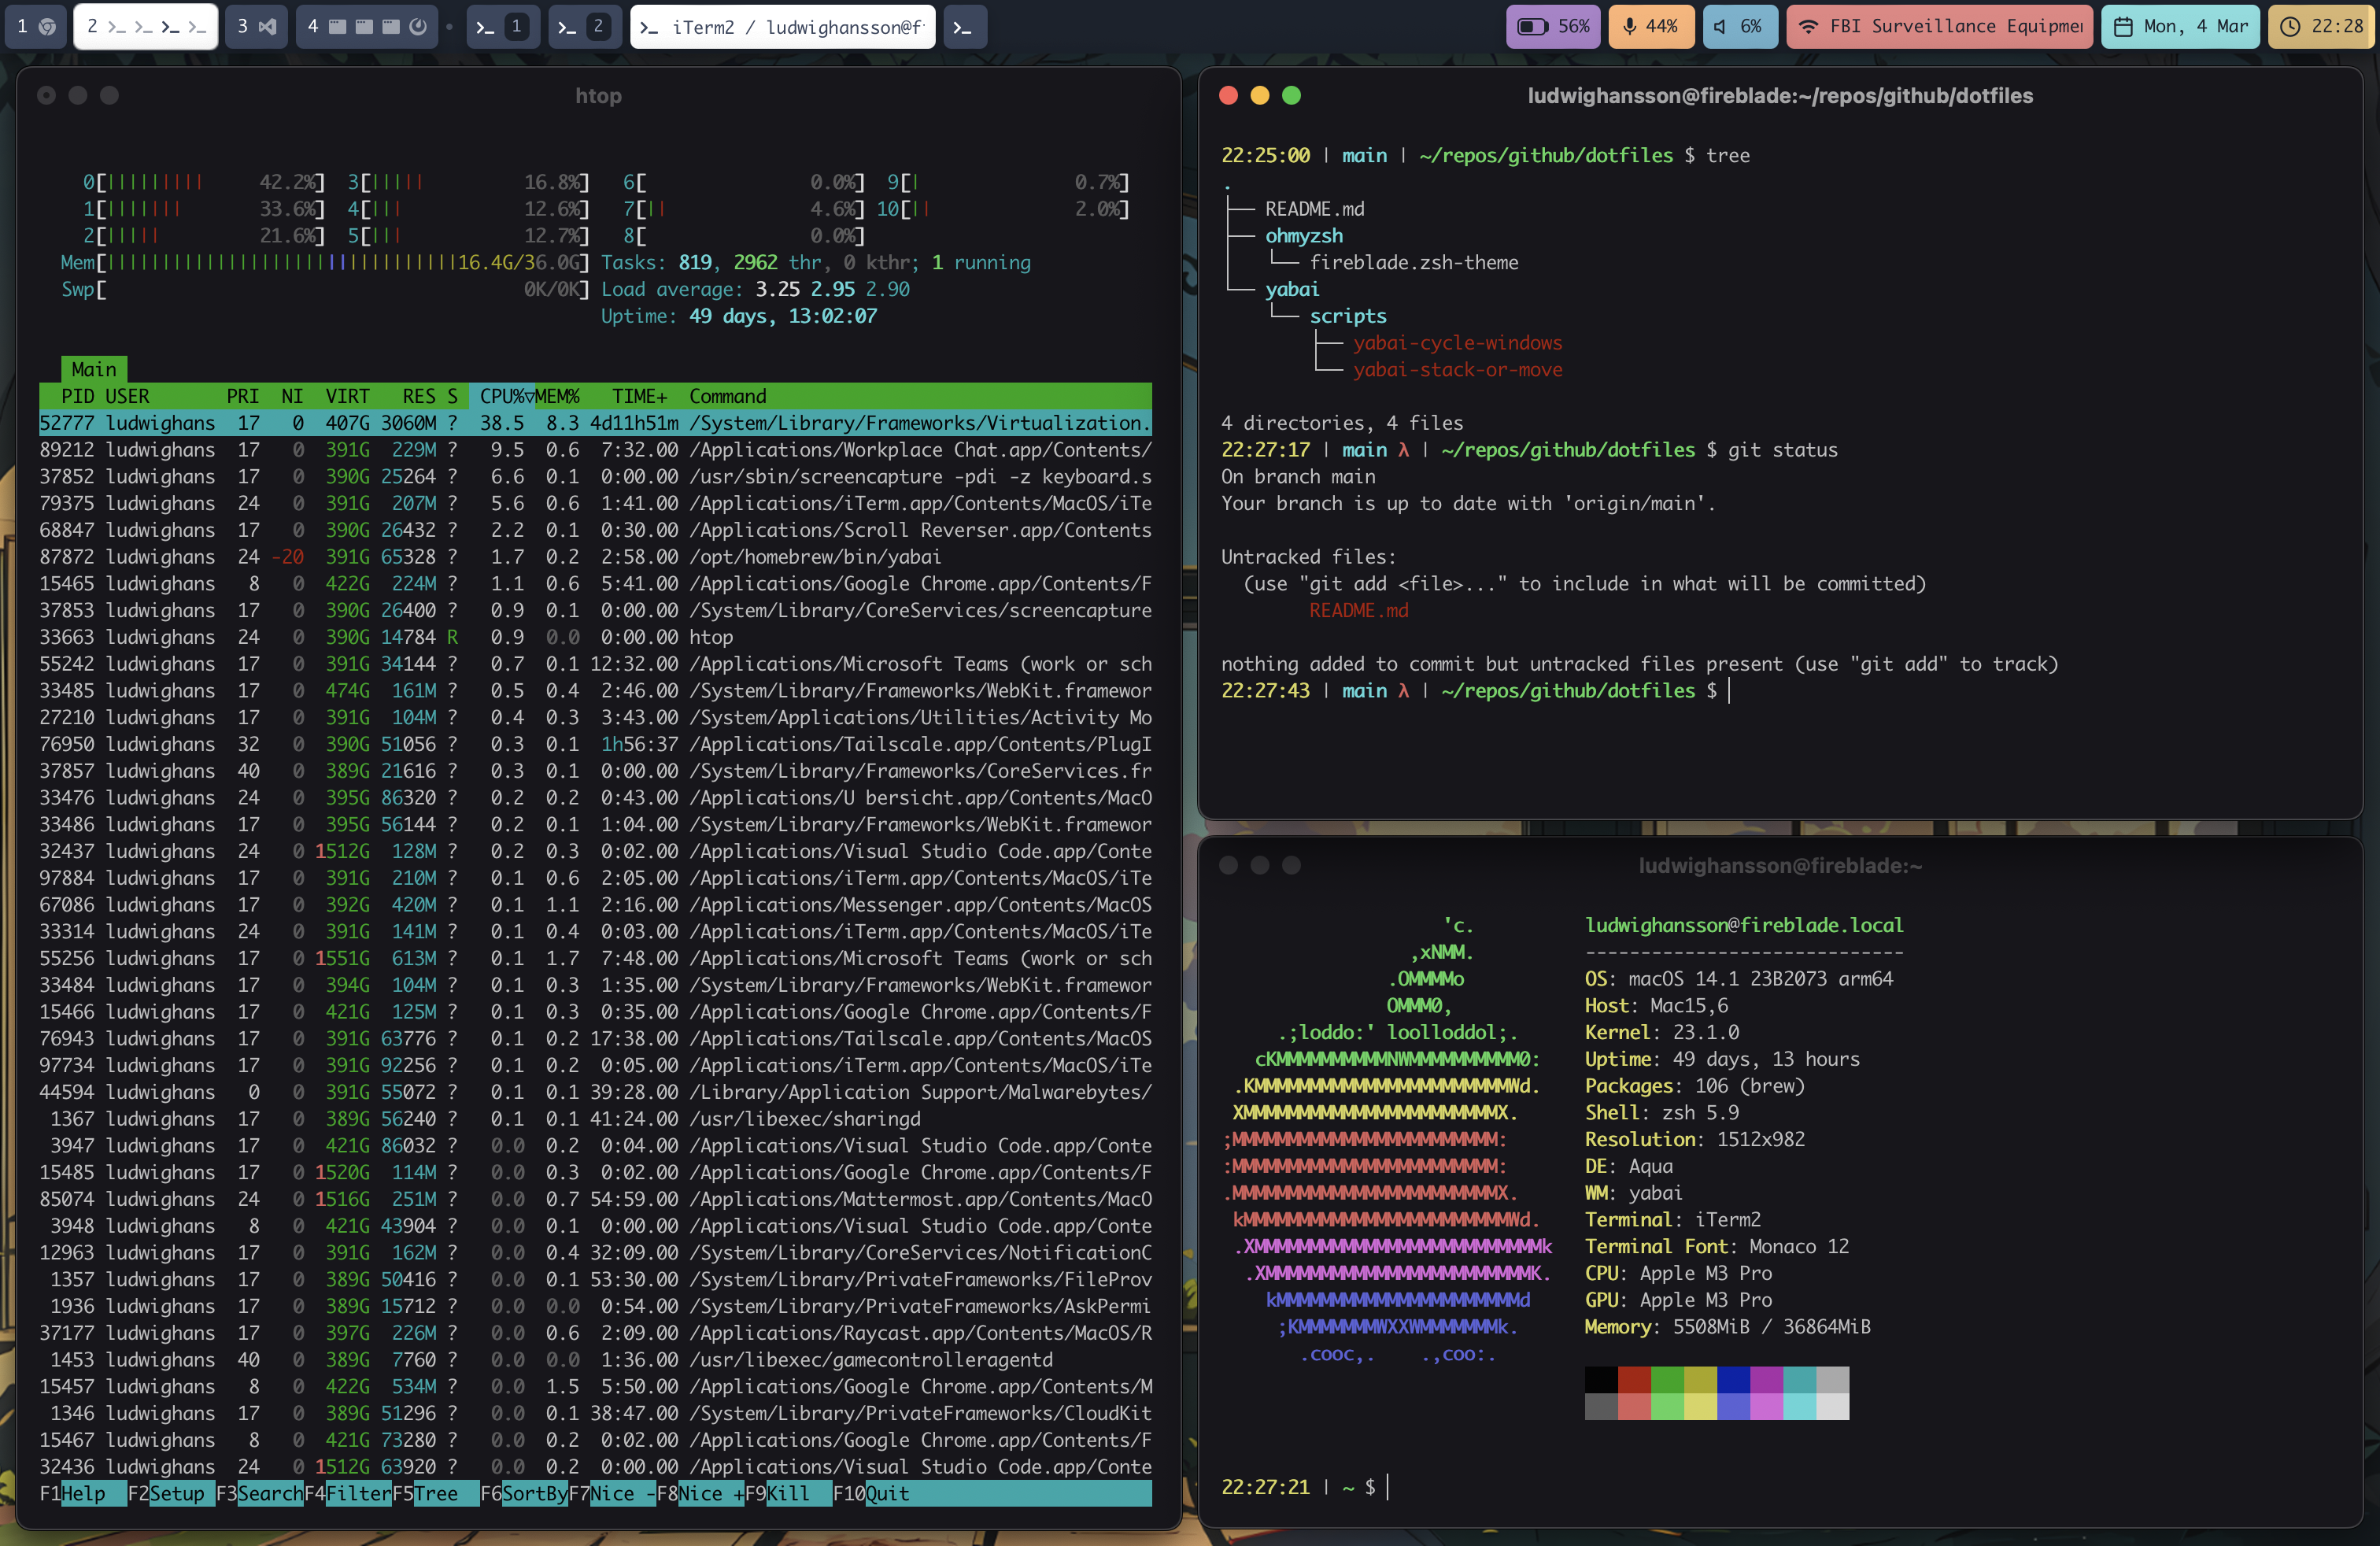 1
2
3
4
1
2
iTerm2 / ludwighansson@f
56%
44%
6%
FBI Surveillance Equipmer
Mon, 4 Mar
22:28
htop
0[|||||||||| 42.2%] 3[||||| 16.8%] 6[ 0.0%] 9[| 0.7%]
1[||||||| 33.6%] 4[||| 12.6%] 7[|| 4.6%] 10[|| 2.0%]
2[||||| 21.6%] 5[||| 12.7%] 8[ 0.0%]
Mem[||||||||||||||||||||||||||||||||16.4G/36.0G] Tasks: 819, 2962 thr, 0 kthr; 1 running
Swp[ 0K/0K] Load average: 3.25 2.95 2.90
Uptime: 49 days, 13:02:07
Main
PID USER PRI NI VIRT RES S CPU%▽MEM% TIME+ Command
52777 ludwighans 17 0 407G 3060M ? 38.5 8.3 4d11h51m /System/Library/Frameworks/Virtualization.
89212 ludwighans 17 0 391G 229M ? 9.5 0.6 7:32.00 /Applications/Workplace Chat.app/Contents/
37852 ludwighans 17 0 390G 25264 ? 6.6 0.1 0:00.00 /usr/sbin/screencapture -pdi -z keyboard.s
79375 ludwighans 24 0 391G 207M ? 5.6 0.6 1:41.00 /Applications/iTerm.app/Contents/MacOS/iTe
68847 ludwighans 17 0 390G 26432 ? 2.2 0.1 0:30.00 /Applications/Scroll Reverser.app/Contents
87872 ludwighans 24 -20 391G 65328 ? 1.7 0.2 2:58.00 /opt/homebrew/bin/yabai
15465 ludwighans 8 0 422G 224M ? 1.1 0.6 5:41.00 /Applications/Google Chrome.app/Contents/F
37853 ludwighans 17 0 390G 26400 ? 0.9 0.1 0:00.00 /System/Library/CoreServices/screencapture
33663 ludwighans 24 0 390G 14784 R 0.9 0.0 0:00.00 htop
55242 ludwighans 17 0 391G 34144 ? 0.7 0.1 12:32.00 /Applications/Microsoft Teams (work or sch
33485 ludwighans 17 0 474G 161M ? 0.5 0.4 2:46.00 /System/Library/Frameworks/WebKit.framewor
27210 ludwighans 17 0 391G 104M ? 0.4 0.3 3:43.00 /System/Applications/Utilities/Activity Mo
76950 ludwighans 32 0 390G 51056 ? 0.3 0.1 1h56:37 /Applications/Tailscale.app/Contents/PlugI
37857 ludwighans 40 0 389G 21616 ? 0.3 0.1 0:00.00 /System/Library/Frameworks/CoreServices.fr
33476 ludwighans 24 0 395G 86320 ? 0.2 0.2 0:43.00 /Applications/U bersicht.app/Contents/MacO
33486 ludwighans 17 0 395G 56144 ? 0.2 0.1 1:04.00 /System/Library/Frameworks/WebKit.framewor
32437 ludwighans 24 0 1512G 128M ? 0.2 0.3 0:02.00 /Applications/Visual Studio Code.app/Conte
97884 ludwighans 17 0 391G 210M ? 0.1 0.6 2:05.00 /Applications/iTerm.app/Contents/MacOS/iTe
67086 ludwighans 17 0 392G 420M ? 0.1 1.1 2:16.00 /Applications/Messenger.app/Contents/MacOS
33314 ludwighans 24 0 391G 141M ? 0.1 0.4 0:03.00 /Applications/iTerm.app/Contents/MacOS/iTe
55256 ludwighans 17 0 1551G 613M ? 0.1 1.7 7:48.00 /Applications/Microsoft Teams (work or sch
33484 ludwighans 17 0 394G 104M ? 0.1 0.3 1:35.00 /System/Library/Frameworks/WebKit.framewor
15466 ludwighans 17 0 421G 125M ? 0.1 0.3 0:35.00 /Applications/Google Chrome.app/Contents/F
76943 ludwighans 17 0 391G 63776 ? 0.1 0.2 17:38.00 /Applications/Tailscale.app/Contents/MacOS
97734 ludwighans 17 0 391G 92256 ? 0.1 0.2 0:05.00 /Applications/iTerm.app/Contents/MacOS/iTe
44594 ludwighans 0 0 391G 55072 ? 0.1 0.1 39:28.00 /Library/Application Support/Malwarebytes/
1367 ludwighans 17 0 389G 56240 ? 0.1 0.1 41:24.00 /usr/libexec/sharingd
3947 ludwighans 17 0 421G 86032 ? 0.0 0.2 0:04.00 /Applications/Visual Studio Code.app/Conte
15485 ludwighans 17 0 1520G 114M ? 0.0 0.3 0:02.00 /Applications/Google Chrome.app/Contents/F
85074 ludwighans 24 0 1516G 251M ? 0.0 0.7 54:59.00 /Applications/Mattermost.app/Contents/MacO
3948 ludwighans 8 0 421G 43904 ? 0.0 0.1 0:00.00 /Applications/Visual Studio Code.app/Conte
12963 ludwighans 17 0 391G 162M ? 0.0 0.4 32:09.00 /System/Library/CoreServices/NotificationC
1357 ludwighans 17 0 389G 50416 ? 0.0 0.1 53:30.00 /System/Library/PrivateFrameworks/FileProv
1936 ludwighans 17 0 389G 15712 ? 0.0 0.0 0:54.00 /System/Library/PrivateFrameworks/AskPermi
37177 ludwighans 17 0 397G 226M ? 0.0 0.6 2:09.00 /Applications/Raycast.app/Contents/MacOS/R
1453 ludwighans 40 0 389G 7760 ? 0.0 0.0 1:36.00 /usr/libexec/gamecontrolleragentd
15457 ludwighans 8 0 422G 534M ? 0.0 1.5 5:50.00 /Applications/Google Chrome.app/Contents/M
1346 ludwighans 17 0 389G 51296 ? 0.0 0.1 38:47.00 /System/Library/PrivateFrameworks/CloudKit
15467 ludwighans 8 0 421G 73280 ? 0.0 0.2 0:02.00 /Applications/Google Chrome.app/Contents/F
32436 ludwighans 24 0 1512G 63920 ? 0.0 0.2 0:00.00 /Applications/Visual Studio Code.app/Conte
F1Help F2Setup F3SearchF4FilterF5Tree F6SortByF7Nice -F8Nice +F9Kill F10Quit
ludwighansson@fireblade:~/repos/github/dotfiles
22:25:00 | main | ~/repos/github/dotfiles $ tree
.
├── README.md
├── ohmyzsh
│   └── fireblade.zsh-theme
└── yabai
    └── scripts
        ├── yabai-cycle-windows
        └── yabai-stack-or-move
4 directories, 4 files
22:27:17 | main λ | ~/repos/github/dotfiles $ git status
On branch main
Your branch is up to date with 'origin/main'.
Untracked files:
(use "git add <file>..." to include in what will be committed)
README.md
nothing added to commit but untracked files present (use "git add" to track)
22:27:43 | main λ | ~/repos/github/dotfiles $
ludwighansson@fireblade:~
'c. ludwighansson@fireblade.local
,xNMM. -----------------------------
.OMMMMo OS: macOS 14.1 23B2073 arm64
OMMM0, Host: Mac15,6
.;loddo:' loolloddol;. Kernel: 23.1.0
cKMMMMMMMMMMNWMMMMMMMMMM0: Uptime: 49 days, 13 hours
.KMMMMMMMMMMMMMMMMMMMMMMMWd. Packages: 106 (brew)
XMMMMMMMMMMMMMMMMMMMMMMMX. Shell: zsh 5.9
;MMMMMMMMMMMMMMMMMMMMMMMM: Resolution: 1512x982
:MMMMMMMMMMMMMMMMMMMMMMMM: DE: Aqua
.MMMMMMMMMMMMMMMMMMMMMMMMX. WM: yabai
kMMMMMMMMMMMMMMMMMMMMMMMMWd. Terminal: iTerm2
.XMMMMMMMMMMMMMMMMMMMMMMMMMMk Terminal Font: Monaco 12
.XMMMMMMMMMMMMMMMMMMMMMMMMK. CPU: Apple M3 Pro
kMMMMMMMMMMMMMMMMMMMMMMd GPU: Apple M3 Pro
;KMMMMMMMWXXWMMMMMMMk. Memory: 5508MiB / 36864MiB
.cooc,. .,coo:.
22:27:21 | ~ $